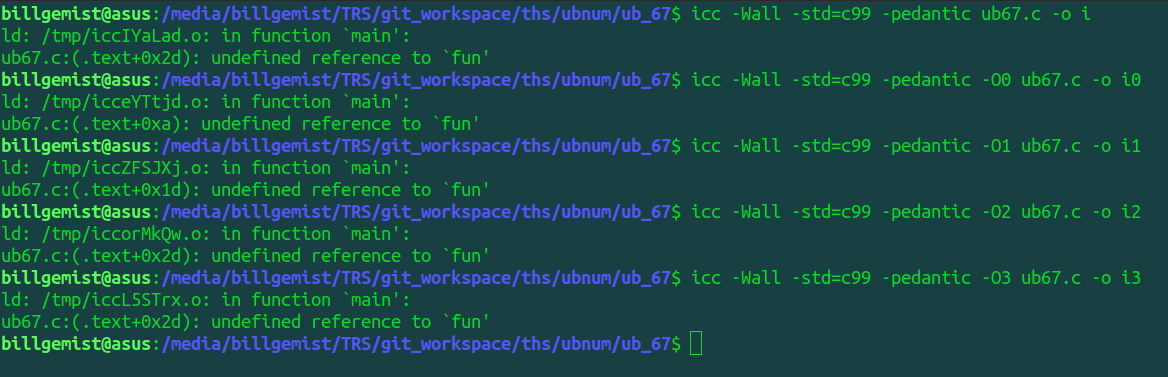 billgemist@asus:/media/billgemist/TRS/git_workspace/ths/ubnum/ub_67$ icc -Wall -std=c99 -pedantic ub67.c -o i
ld: /tmp/iccIYaLad.o: in function `main':
ub67.c:(.text+0x2d): undefined reference to `fun'
billgemist@asus:/media/billgemist/TRS/git_workspace/ths/ubnum/ub_67$ icc -Wall -std=c99 -pedantic -O0 ub67.c -o i0
ld: /tmp/icceYTtjd.o: in function `main':
ub67.c:(.text+0xa): undefined reference to `fun'
billgemist@asus:/media/billgemist/TRS/git_workspace/ths/ubnum/ub_67$ icc -Wall -std=c99 -pedantic -O1 ub67.c -o i1
ld: /tmp/iccZFSJXj.o: in function `main':
ub67.c:(.text+0x1d): undefined reference to `fun'
billgemist@asus:/media/billgemist/TRS/git_workspace/ths/ubnum/ub_67$ icc -Wall -std=c99 -pedantic -O2 ub67.c -o i2
ld: /tmp/iccorMkQw.o: in function `main':
ub67.c:(.text+0x2d): undefined reference to `fun'
billgemist@asus:/media/billgemist/TRS/git_workspace/ths/ubnum/ub_67$ icc -Wall -std=c99 -pedantic -O3 ub67.c -o i3
ld: /tmp/iccL5STrx.o: in function `main':
ub67.c:(.text+0x2d): undefined reference to `fun'
billgemist@asus:/media/billgemist/TRS/git_workspace/ths/ubnum/ub_67$